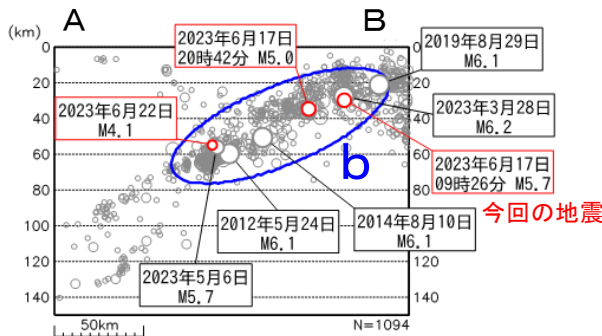 A
B
(km)
2023年6月17日
20時42分 M5.0
2019年8月29日
M6.1
2023年6月22日
M4.1
2023年3月28日
M6.2
2023年6月17日
09時26分 M5.7
今回の地震
b
2012年5月24日
M6.1
2014年8月10日
M6.1
2023年5月6日
M5.7
0
20
40
60
80
100
120
140
0
20
40
60
80
100
120
140
50km
N=1094